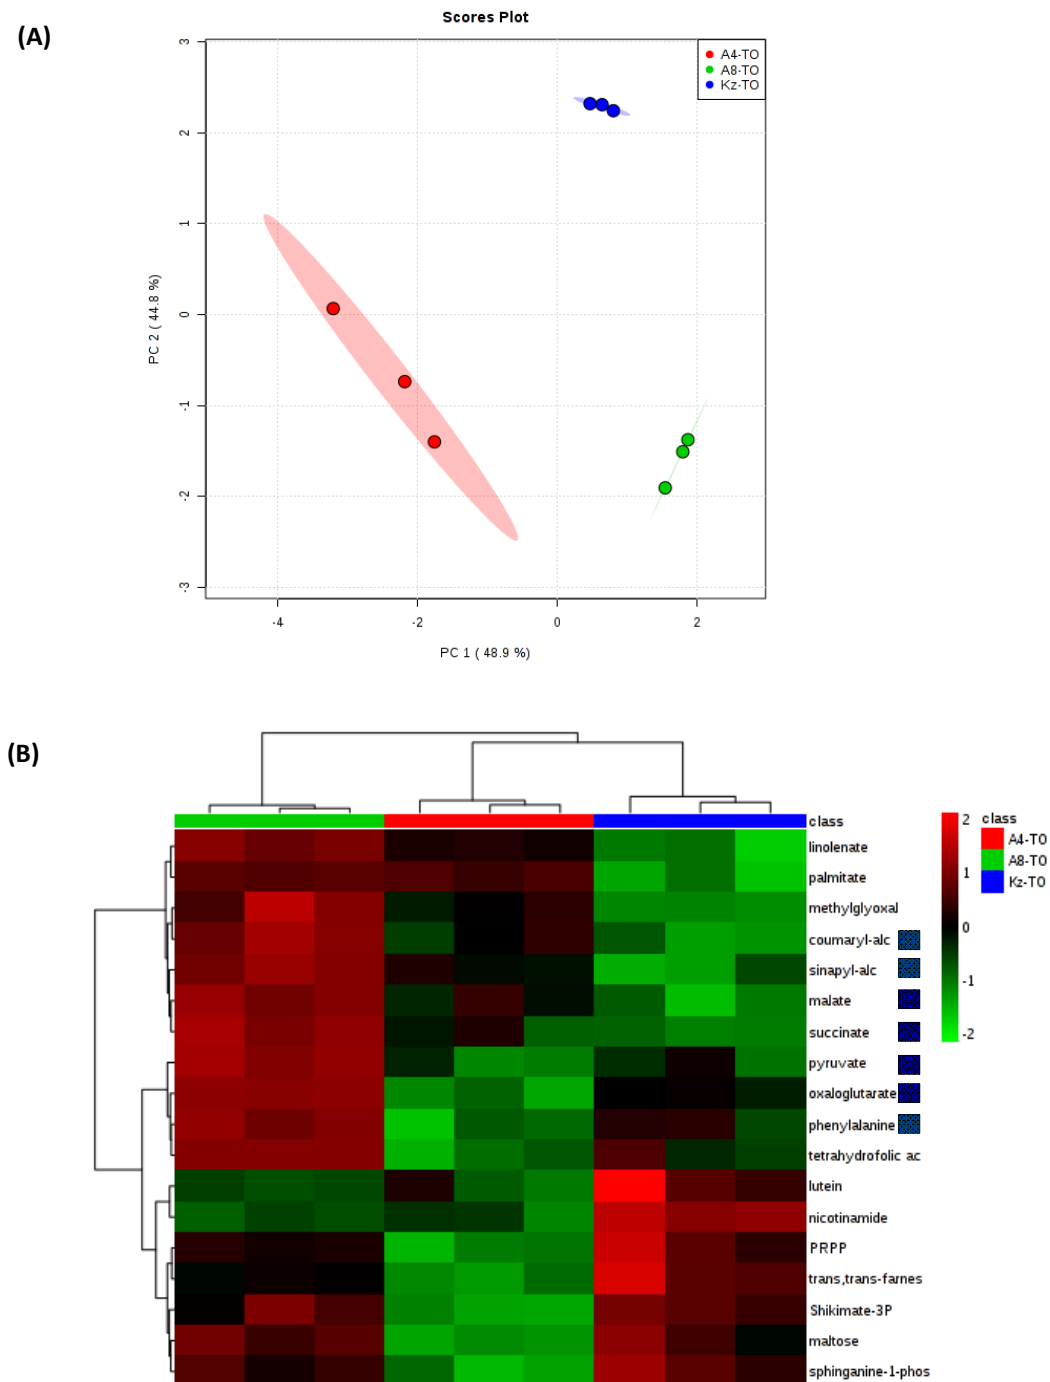 (A)
Scores Plot
A4-TO
A8-TO
Kz-TO
3
2
1
0
-1
-2
-3
PC 2 ( 44.8 %)
-4
-2
0
2
PC 1 ( 48.9 %)
(B)
class
linolenate
palmitate
methylglyoxal
coumaryl-alc
sinapyl-alc
malate
succinate
pyruvate
oxaloglutarate
phenylalanine
tetrahydrofolic ac
lutein
nicotinamide
PRPP
trans,trans-farnes
Shikimate-3P
maltose
sphinganine-1-phos
2
1
0
-1
-2
class
A4-TO
A8-TO
Kz-TO